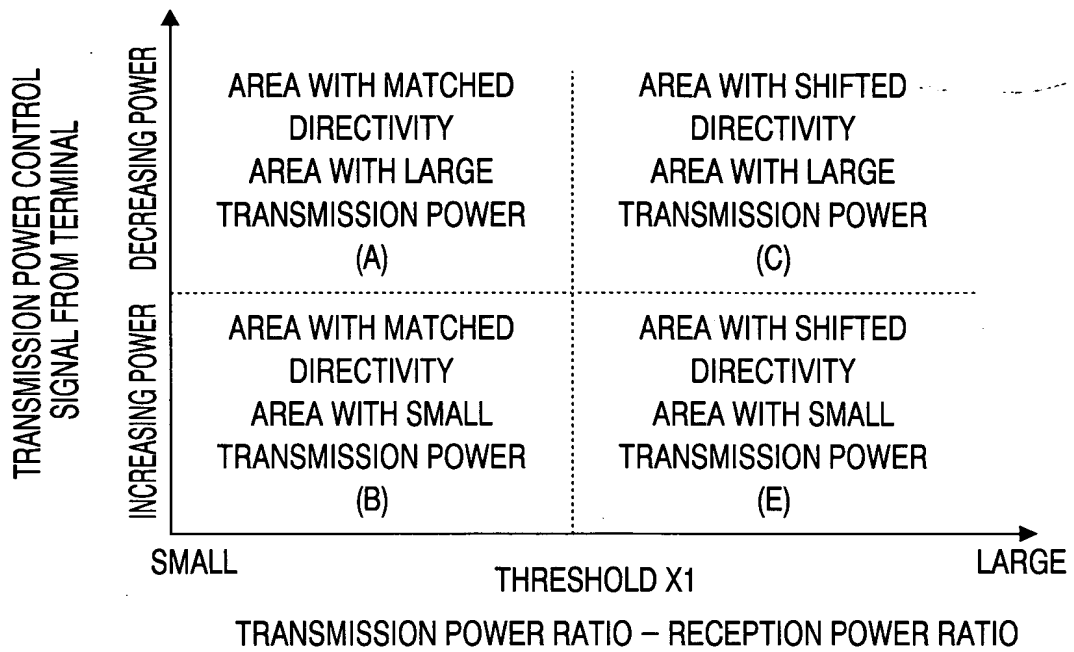 TRANSMISSION POWER CONTROL
SIGNAL FROM TERMINAL
DECREASING POWER
INCREASING POWER
AREA WITH MATCHED
DIRECTIVITY
AREA WITH LARGE
TRANSMISSION POWER
(A)
AREA WITH SHIFTED
DIRECTIVITY
AREA WITH LARGE
TRANSMISSION POWER
(C)
AREA WITH MATCHED
DIRECTIVITY
AREA WITH SMALL
TRANSMISSION POWER
(B)
AREA WITH SHIFTED
DIRECTIVITY
AREA WITH SMALL
TRANSMISSION POWER
(E)
SMALL
THRESHOLD X1
LARGE
TRANSMISSION POWER RATIO – RECEPTION POWER RATIO